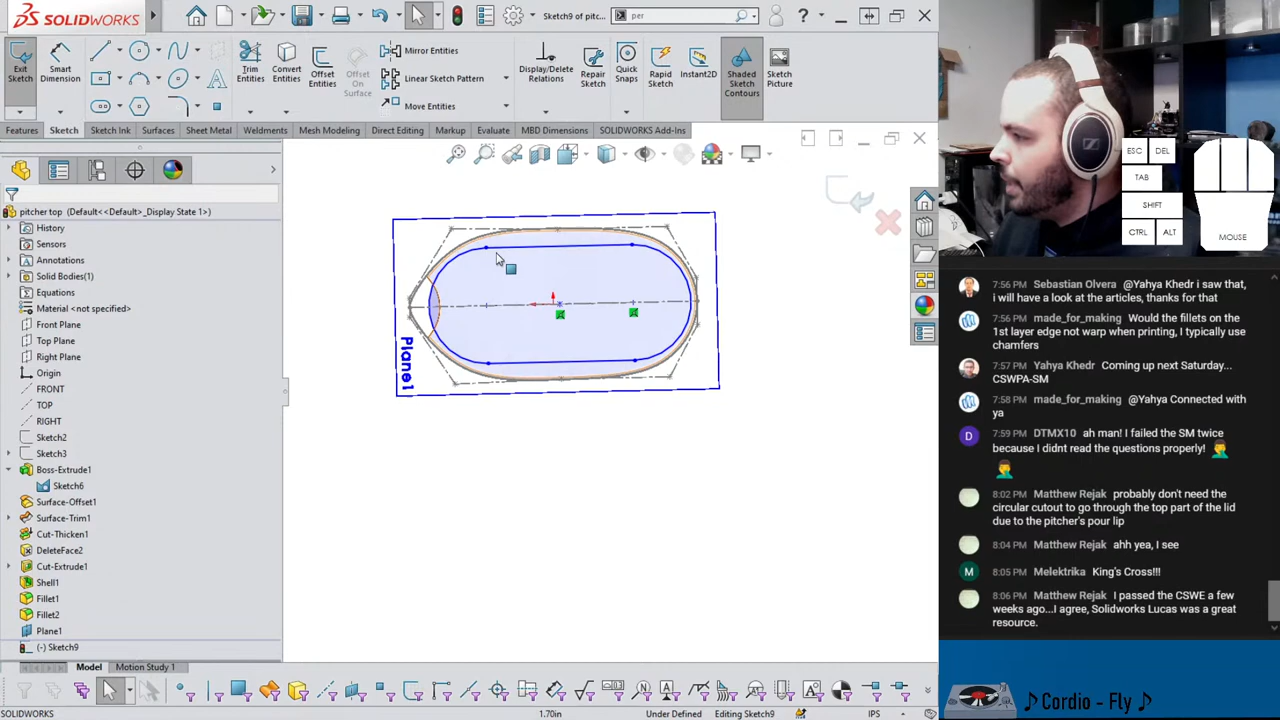 SOLIDWORKS
Sketch9 of pitc...
per
Exit Sketch
Smart Dimension
Trim Entities
Convert Entities
Offset Entities
Offset On Surface
Mirror Entities
Linear Sketch Pattern
Move Entities
Display/Delete Relations
Repair Sketch
Quick Snaps
Rapid Sketch
Instant2D
Shaded Sketch Contours
Sketch Picture
Features
Sketch
Sketch Ink
Surfaces
Sheet Metal
Weldments
Mesh Modeling
Direct Editing
Markup
Evaluate
MBD Dimensions
SOLIDWORKS Add-Ins
pitcher top (Default<<Default>_Display State 1>)
History
Sensors
Annotations
Solid Bodies(1)
Equations
Material <not specified>
Front Plane
Top Plane
Right Plane
Origin
FRONT
TOP
RIGHT
Sketch2
Sketch3
Boss-Extrude1
Sketch6
Surface-Offset1
Surface-Trim1
Cut-Thicken1
DeleteFace2
Cut-Extrude1
Shell1
Fillet1
Fillet2
Plane1
(-) Sketch9
Plane1
Model
Motion Study 1
SOLIDWORKS
1.70in
Under Defined
Editing Sketch9
IPS
ESC
DEL
TAB
SHIFT
CTRL
ALT
MOUSE
7:56 PM Sebastian Olvera @Yahya Khedr i saw that,
i will have a look at the articles, thanks for that
7:56 PM made_for_making Would the fillets on the
1st layer edge not warp when printing, I typically use
chamfers
7:57 PM Yahya Khedr Coming up next Saturday...
CSWPA-SM
7:58 PM made_for_making @Yahya Connected with
ya
D
7:59 PM DTMX10 ah man! I failed the SM twice
because I didnt read the questions properly! 🤦‍♂️
🤦‍♂️
8:02 PM Matthew Rejak probably don't need the
circular cutout to go through the top part of the lid
due to the pitcher's pour lip
8:04 PM Matthew Rejak ahh yea, I see
M
8:05 PM Melektrika King's Cross!!!
8:06 PM Matthew Rejak I passed the CSWE a few
weeks ago...I agree, Solidworks Lucas was a great
resource.
♪ Cordio - Fly ♪